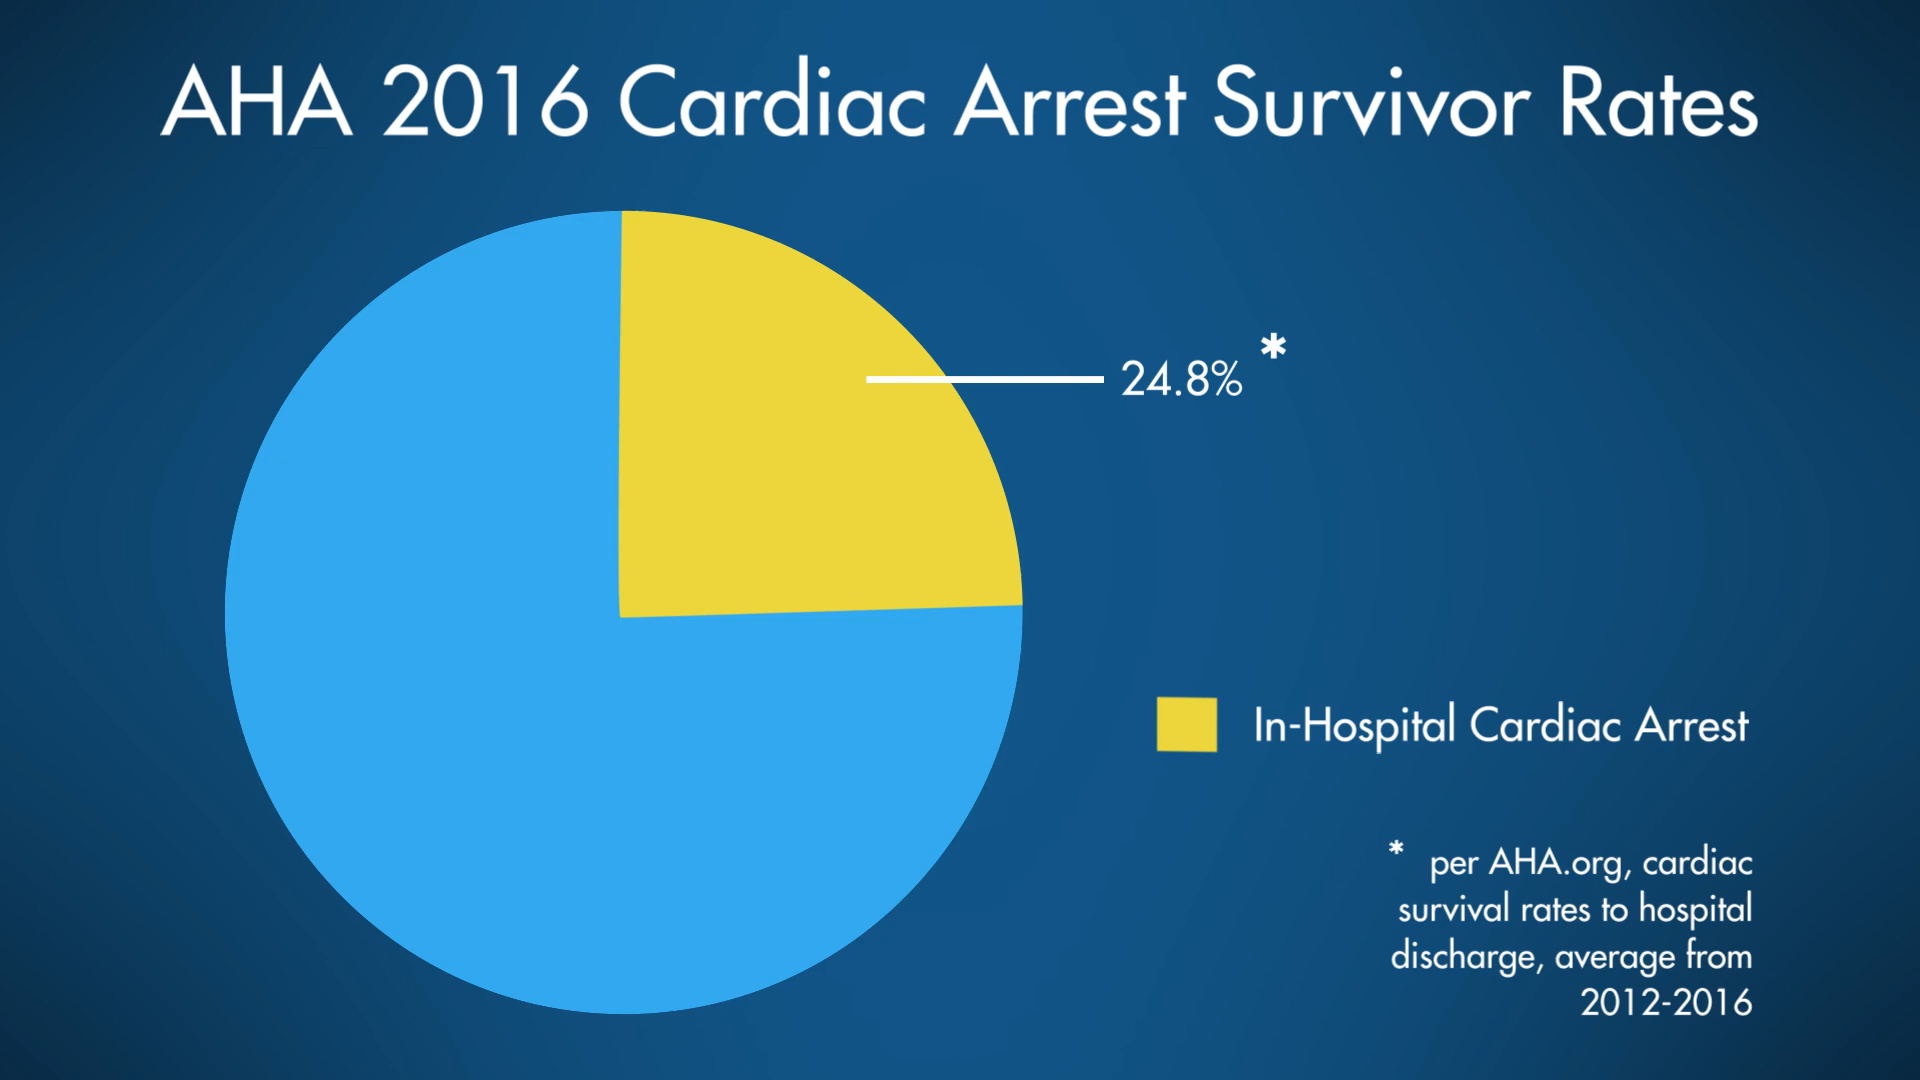 AHA 2016 Cardiac Arrest Survivor Rates
24.8% *
In-Hospital Cardiac Arrest
* per AHA.org, cardiac
survival rates to hospital
discharge, average from
2012-2016